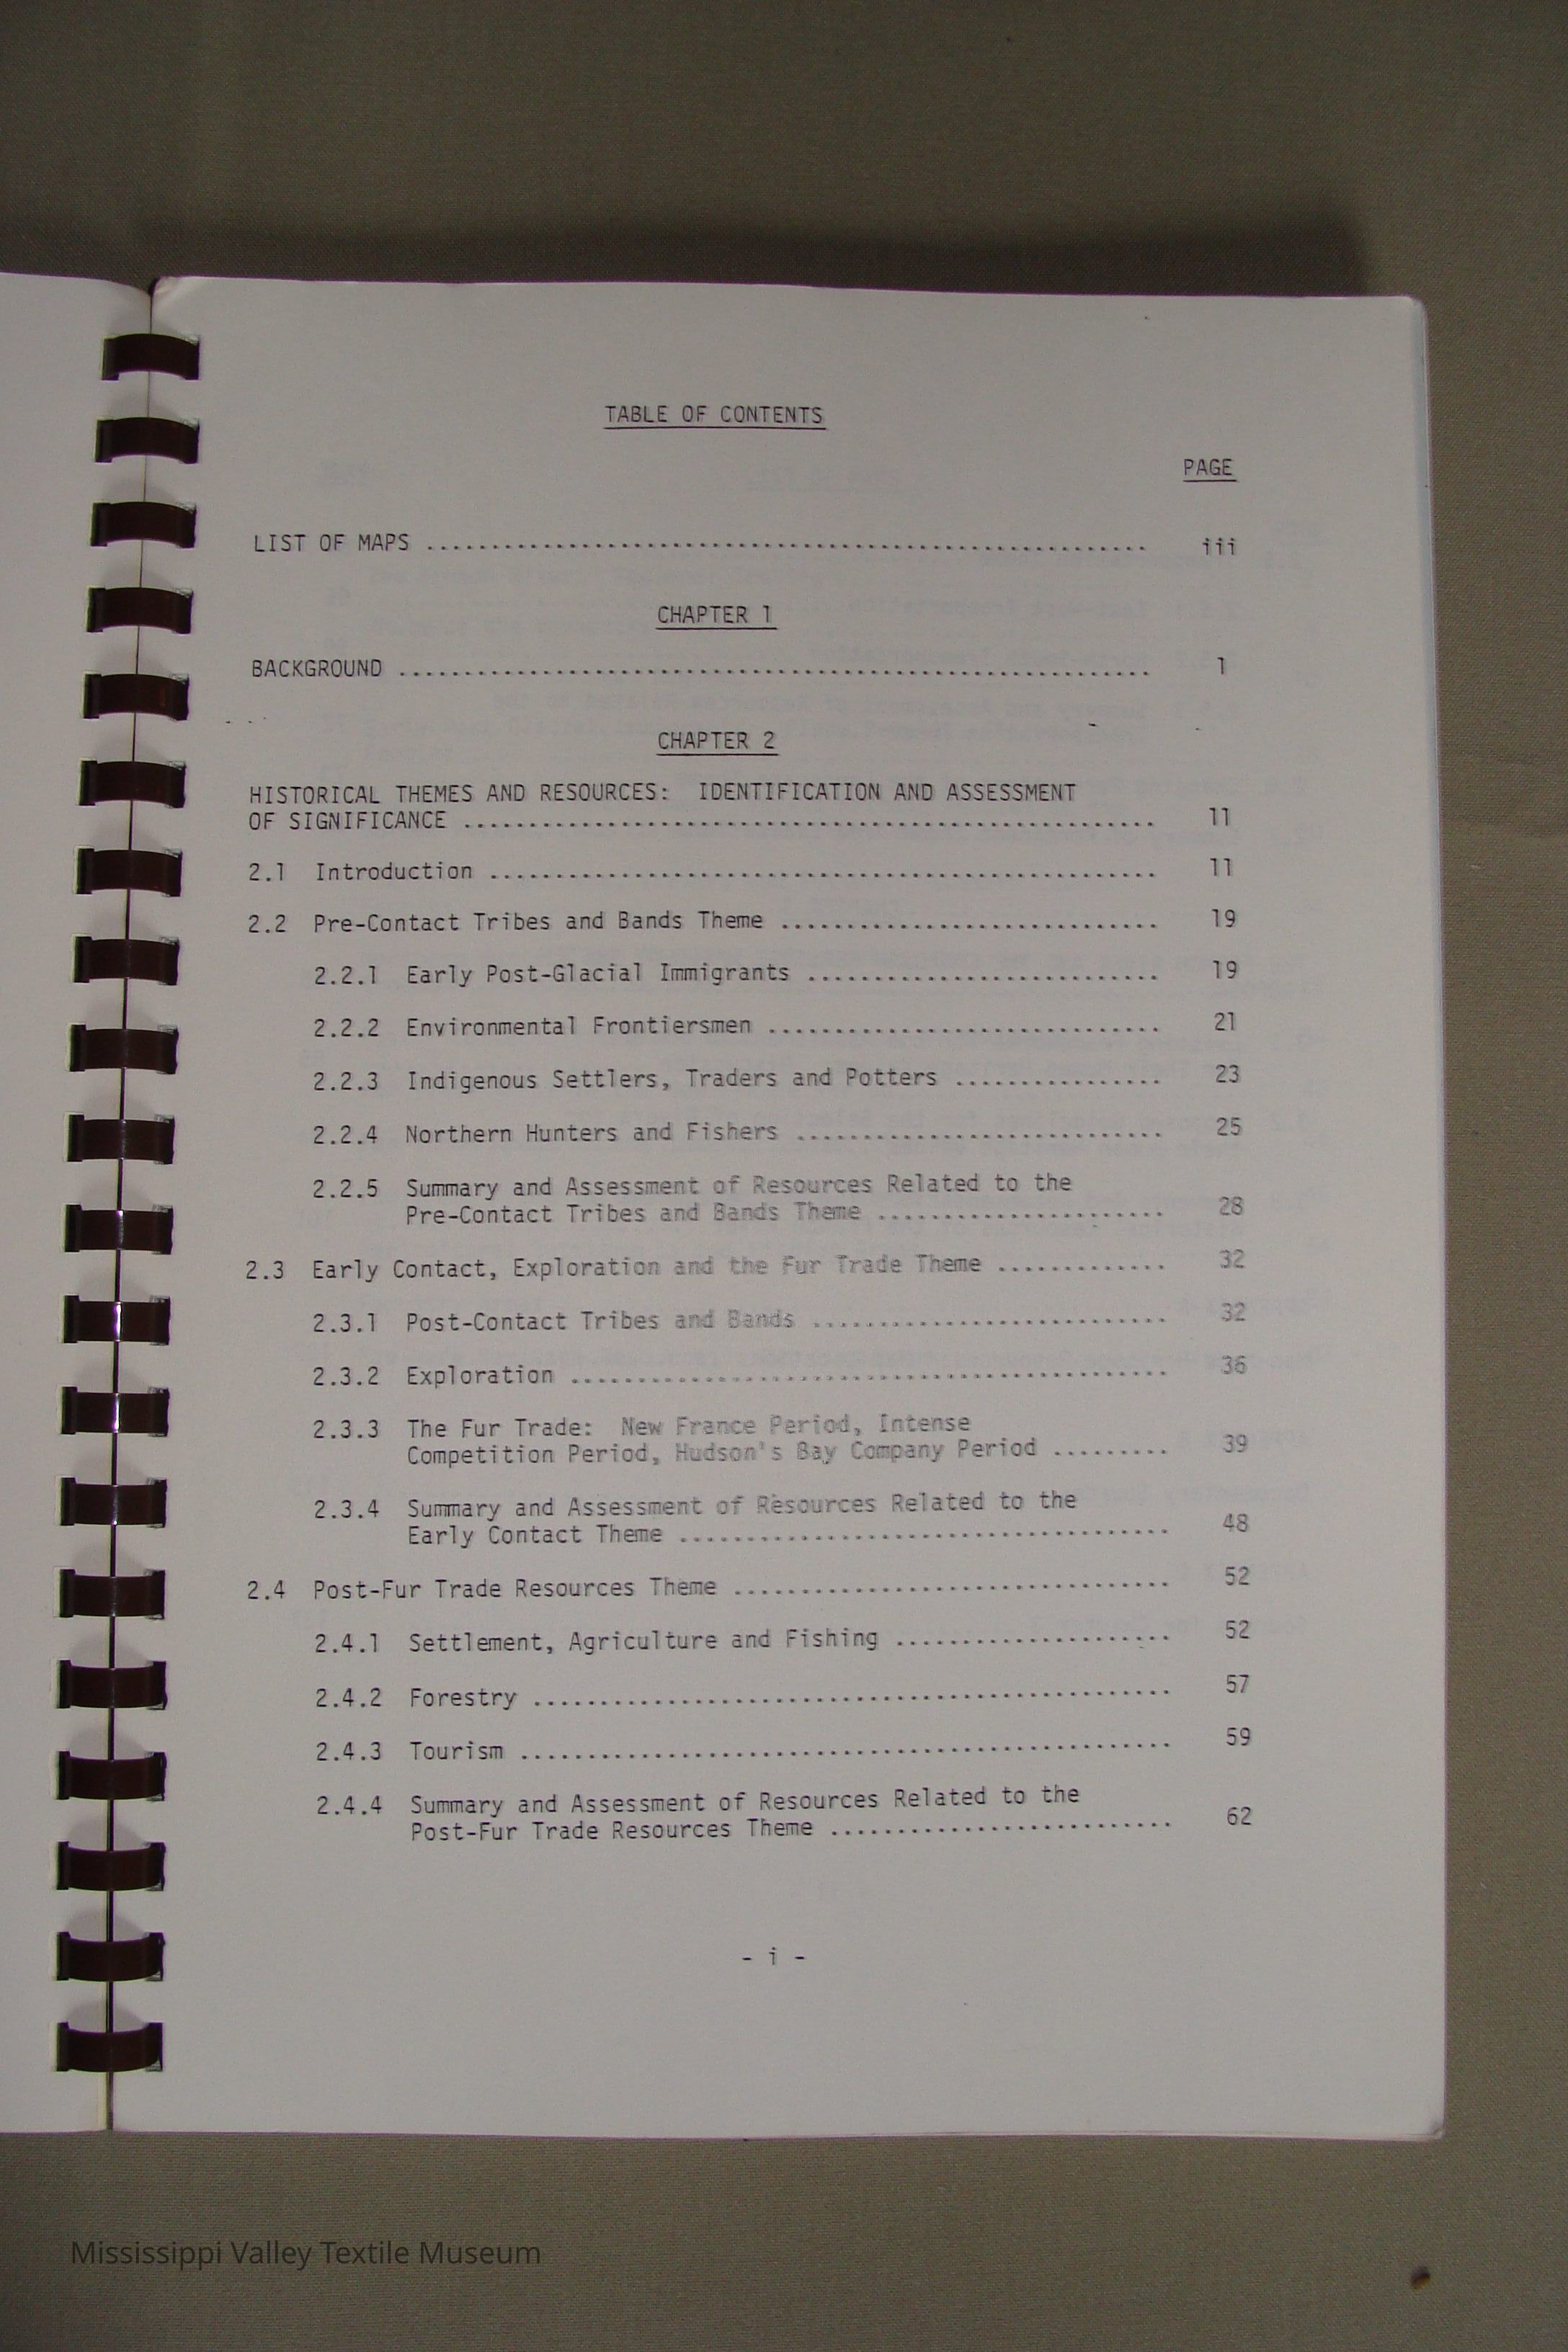 TABLE OF CONTENTS
PAGE
LIST OF MAPS ....................................................... iii
CHAPTER 1
BACKGROUND .......................................................... 1
CHAPTER 2
HISTORICAL THEMES AND RESOURCES: IDENTIFICATION AND ASSESSMENT
OF SIGNIFICANCE ..................................................... 11
2.1 Introduction ................................................... 11
2.2 Pre-Contact Tribes and Bands Theme ............................. 19
2.2.1 Early Post-Glacial Immigrants ........................... 19
2.2.2 Environmental Frontiersmen .............................. 21
2.2.3 Indigenous Settlers, Traders and Potters ................ 23
2.2.4 Northern Hunters and Fishers ............................ 25
2.2.5 Summary and Assessment of Resources Related to the
Pre-Contact Tribes and Bands Theme ...................... 28
2.3 Early Contact, Exploration and the Fur Trade Theme ............. 32
2.3.1 Post-Contact Tribes and Bands ........................... 32
2.3.2 Exploration ............................................. 36
2.3.3 The Fur Trade: New France Period, Intense
Competition Period, Hudson's Bay Company Period ......... 39
2.3.4 Summary and Assessment of Resources Related to the
Early Contact Theme ..................................... 48
2.4 Post-Fur Trade Resources Theme ................................. 52
2.4.1 Settlement, Agriculture and Fishing ..................... 52
2.4.2 Forestry ................................................ 57
2.4.3 Tourism ................................................. 59
2.4.4 Summary and Assessment of Resources Related to the
Post-Fur Trade Resources Theme .......................... 62
- i -
Mississippi Valley Textile Museum